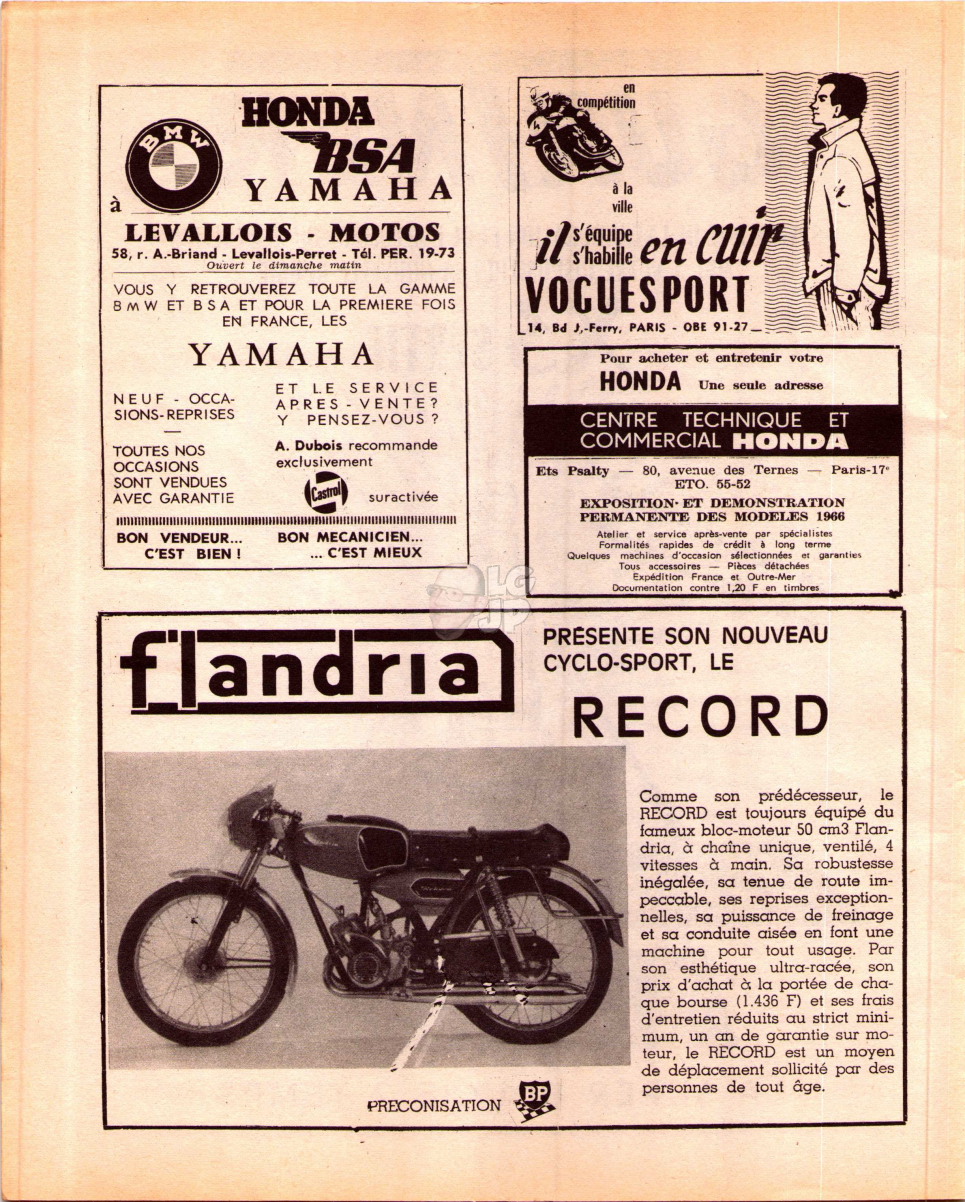 BMW
HONDA
BSA
YAMAHA
à
LEVALLOIS - MOTOS
58, r. A.-Briand - Levallois-Perret - Tél. PER. 19-73
Ouvert le dimanche matin
VOUS Y RETROUVEREZ TOUTE LA GAMME
BMW ET BSA ET POUR LA PREMIERE FOIS
EN FRANCE, LES
YAMAHA
NEUF - OCCA-
SIONS-REPRISES
TOUTES NOS
OCCASIONS
SONT VENDUES
AVEC GARANTIE
ET LE SERVICE
APRES - VENTE?
Y PENSEZ-VOUS ?
A. Dubois recommande
exclusivement
Castrol
suractivée
BON VENDEUR...
C'EST BIEN !
BON MECANICIEN...
... C'EST MIEUX
en
compétition
à la
ville
il s'équipe
s'habille en cuir
VOGUESPORT
14, Bd J,-Ferry, PARIS - OBE 91-27
Pour acheter et entretenir votre
HONDA Une seule adresse
CENTRE TECHNIQUE ET
COMMERCIAL HONDA
Ets Psalty — 80, avenue des Ternes — Paris-17e
ETO. 55-52
EXPOSITION ET DEMONSTRATION
PERMANENTE DES MODELES 1966
Atelier et service après-vente par spécialistes
Formalités rapides de crédit à long terme
Quelques machines d'occasion sélectionnées et garanties
Tous accessoires — Pièces détachées
Expédition France et Outre-Mer
Documentation contre 1,20 F en timbres
LG
JP
flandria
PRESENTE SON NOUVEAU
CYCLO-SPORT, LE
RECORD
Comme son prédécesseur, le
RECORD est toujours équipé du
fameux bloc-moteur 50 cm3 Flan-
dria, à chaîne unique, ventilé, 4
vitesses à main. Sa robustesse
inégalée, sa tenue de route im-
peccable, ses reprises exception-
nelles, sa puissance de freinage
et sa conduite aisée en font une
machine pour tout usage. Par
son esthétique ultra-racée, son
prix d'achat à la portée de cha-
que bourse (1.436 F) et ses frais
d'entretien réduits au strict mini-
mum, un an de garantie sur mo-
teur, le RECORD est un moyen
de déplacement sollicité par des
personnes de tout âge.
PRECONISATION
BP